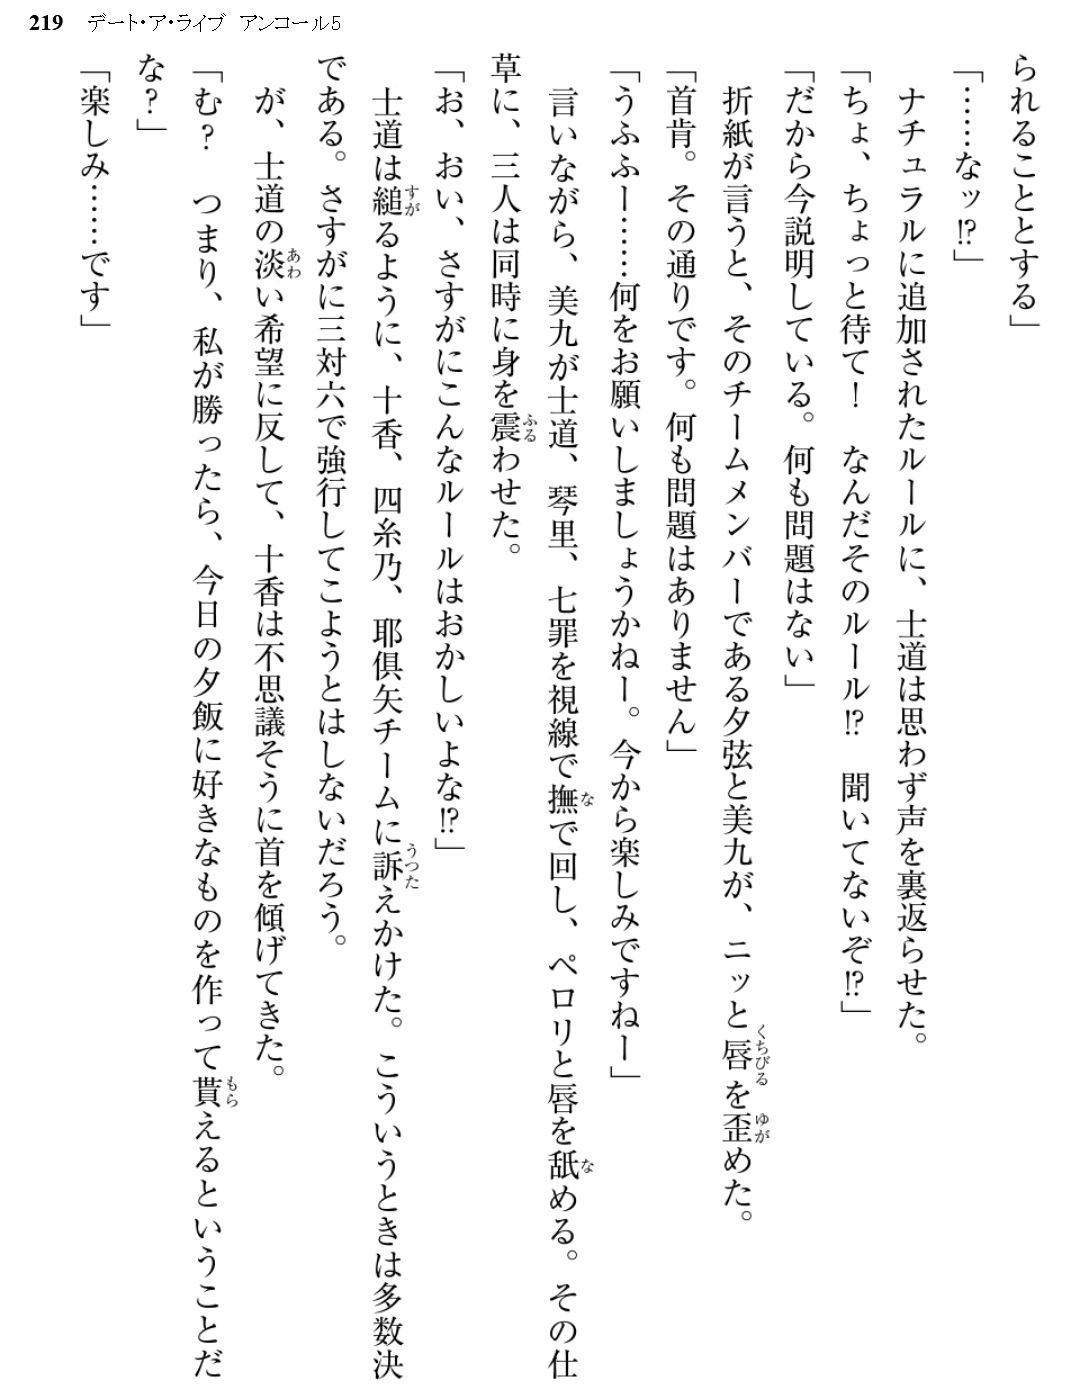 219 デート・ア・ライブ アンコール5
られることとする」
「……なッ!?」
ナチュラルに追加されたルールに、士道は思わず声を裏返らせた。
「ちょ、ちょっと待て！　なんだそのルール!?　聞いてないぞ!?」
「だから今説明している。何も問題はない」
折紙が言うと、そのチームメンバーである夕弦と美九が、ニッと唇を歪めた。
「首肯。その通りです。何も問題はありません」
「うふふー……何をお願いしましょうかねー。今から楽しみですねー」
言いながら、美九が士道、琴里、七罪を視線で撫で回し、ペロリと唇を舐める。その仕
草に、三人は同時に身を震わせた。
「お、おい、さすがにこんなルールはおかしいよな!?」
士道は縋るように、十香、四糸乃、耶倶矢チームに訴えかけた。こういうときは多数決
である。さすがに三対六で強行してこようとはしないだろう。
が、士道の淡い希望に反して、十香は不思議そうに首を傾げてきた。
「む？　つまり、私が勝ったら、今日の夕飯に好きなものを作って貰えるということだ
な？」
「楽しみ……です」